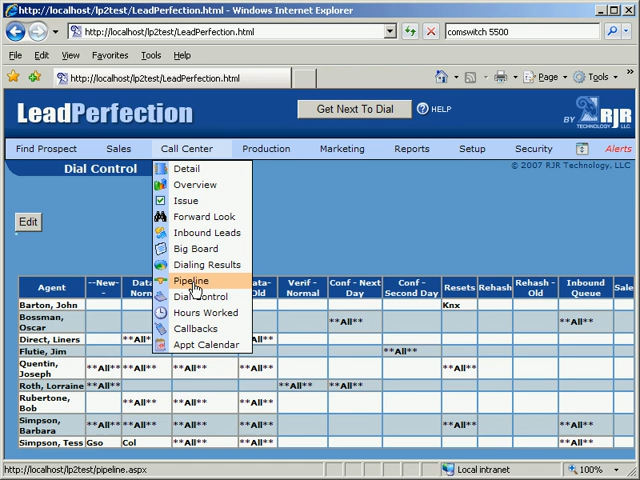 http://localhost/lp2test/LeadPerfection.html - Windows Internet Explorer
http://localhost/lp2test/LeadPerfection.html
comswitch 5500
File Edit View Favorites Tools Help
http://localhost/lp2test/LeadPerfection.html
Page Tools
LeadPerfection
Get Next To Dial
HELP
BY RJR
TECHNOLOGY, LLC
Find Prospect Sales Call Center Production Marketing Reports Setup Security Alerts
Dial Control
© 2007 RJR Technology, LLC
Detail
Overview
Issue
Forward Look
Inbound Leads
Big Board
Dialing Results
Pipeline
Dial Control
Hours Worked
Callbacks
Appt Calendar
Edit
Agent --New-- Data- Norm Data-Old Verif - Normal Conf - Next Day Conf - Second Day Resets Rehash Rehash - Old Inbound Queue Sale
Barton, John Knx
Bossman, Oscar **All** **All**
Direct, Liners **All** **All** **All**
Flutie, Jim **All**
Quentin, Joseph **All** **All** **All** **All**
Roth, Lorraine **All** **All** **All**
Rubertone, Bob **All** **All** **All**
Simpson, Barbara **All** **All** **All** **All** **All** **All**
Simpson, Tess Gso Col **All** **All** **All**
http://localhost/lp2test/pipeline.aspx
Local intranet
100%